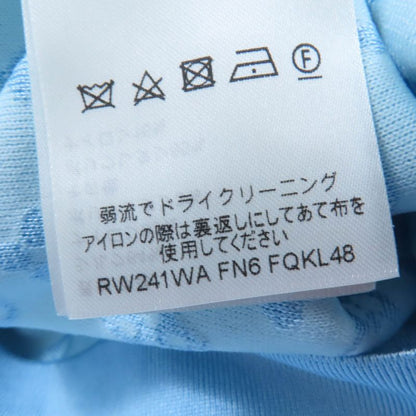 弱流でドライクリーニング
アイロンの際は裏返しにしてあて布を
使用してください
RW241WA FN6 FQKL48